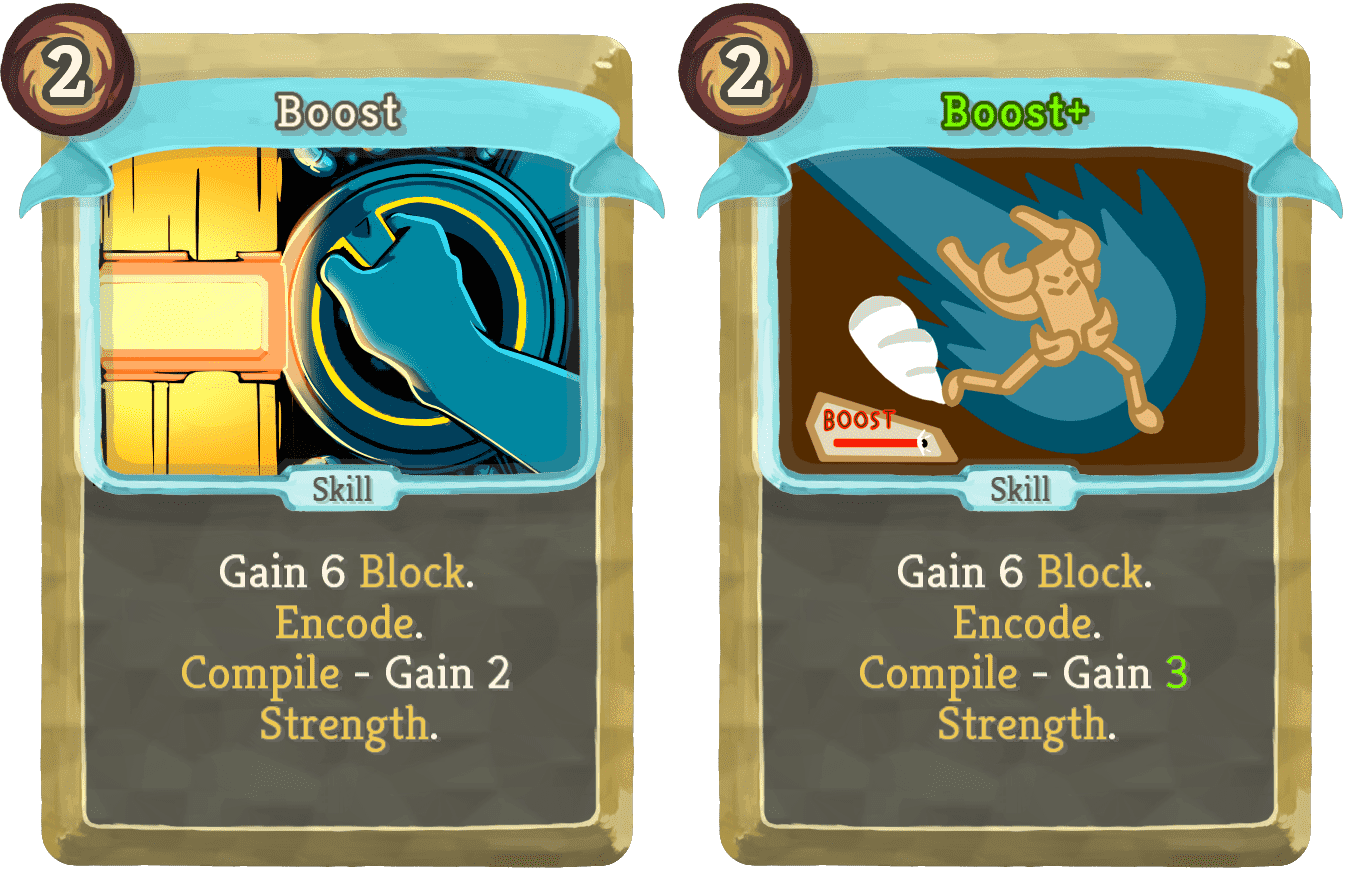 2
Boost
Skill
Gain 6 Block.
Encode.
Compile - Gain 2
Strength.
2
Boost+
BOOST
Skill
Gain 6 Block.
Encode.
Compile - Gain 3
Strength.